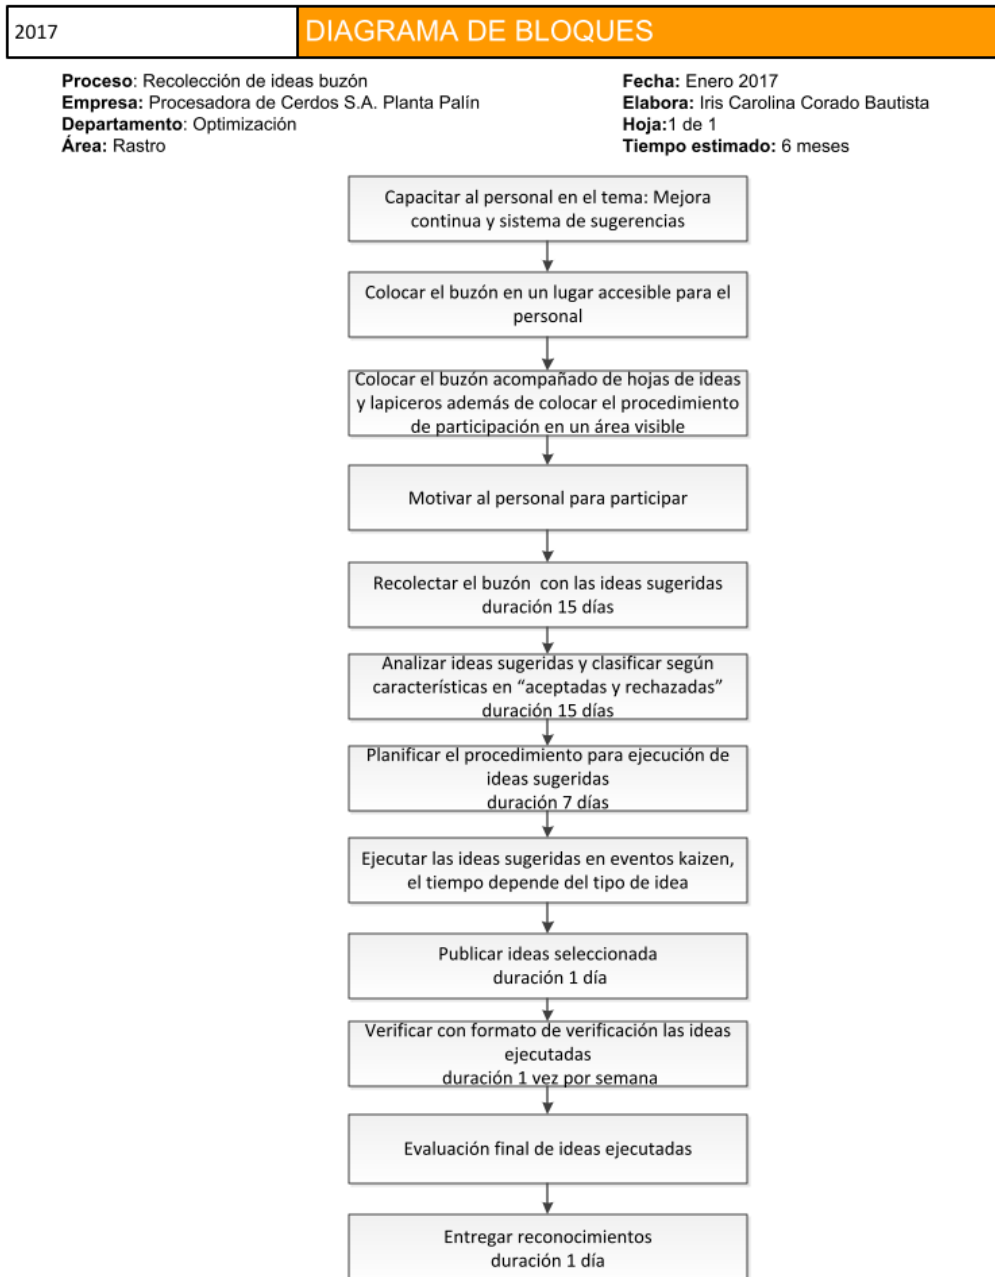 2017
DIAGRAMA DE BLOQUES
Proceso: Recolección de ideas buzón
Empresa: Procesadora de Cerdos S.A. Planta Palín
Departamento: Optimización
Área: Rastro
Fecha: Enero 2017
Elabora: Iris Carolina Corado Bautista
Hoja:1 de 1
Tiempo estimado: 6 meses
Capacitar al personal en el tema: Mejora
continua y sistema de sugerencias
Colocar el buzón en un lugar accesible para el
personal
Colocar el buzón acompañado de hojas de ideas
y lapiceros además de colocar el procedimiento
de participación en un área visible
Motivar al personal para participar
Recolectar el buzón con las ideas sugeridas
duración 15 días
Analizar ideas sugeridas y clasificar según
características en “aceptadas y rechazadas”
duración 15 días
Planificar el procedimiento para ejecución de
ideas sugeridas
duración 7 días
Ejecutar las ideas sugeridas en eventos kaizen,
el tiempo depende del tipo de idea
Publicar ideas seleccionada
duración 1 día
Verificar con formato de verificación las ideas
ejecutadas
duración 1 vez por semana
Evaluación final de ideas ejecutadas
Entregar reconocimientos
duración 1 día